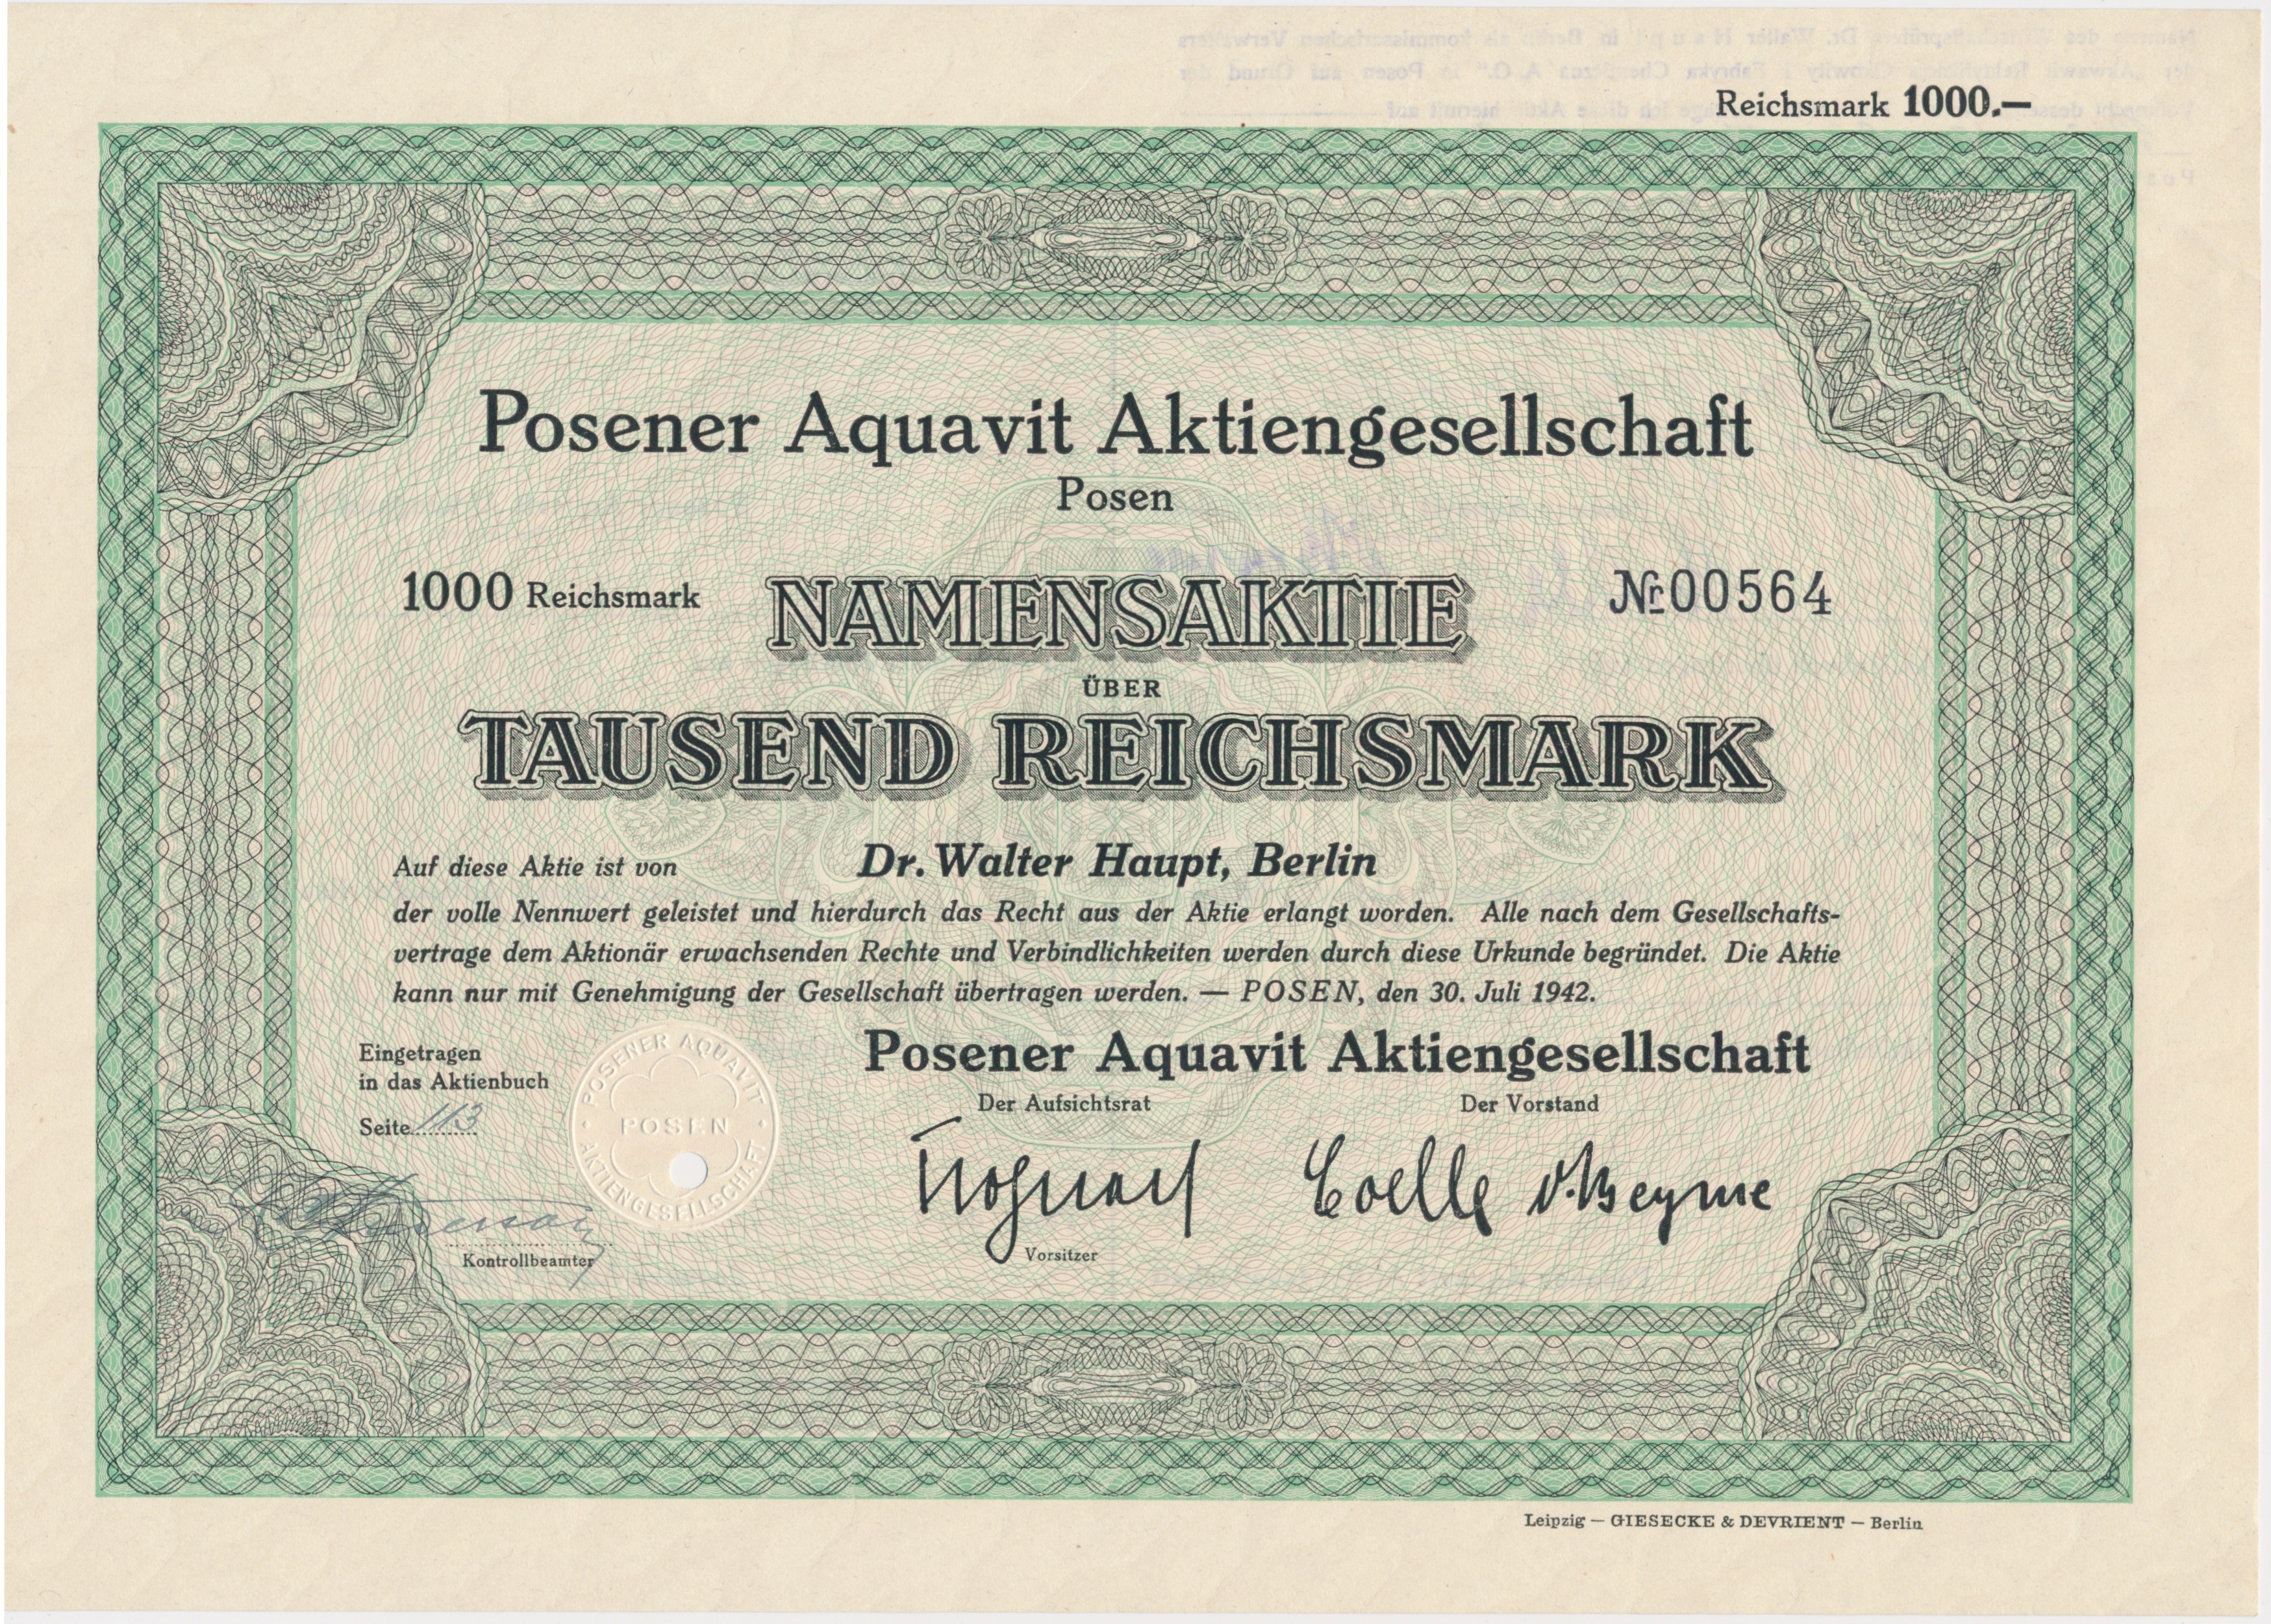 Reichsmark 1000.—
Posener Aquavit Aktiengesellschaft
Posen
1000 Reichsmark NAMENSAKTIE Nr 00564
ÜBER
TAUSEND REICHSMARK
Auf diese Aktie ist von Dr. Walter Haupt, Berlin
der volle Nennwert geleistet und hierdurch das Recht aus der Aktie erlangt worden. Alle nach dem Gesellschafts-
vertrage dem Aktionär erwachsenden Rechte und Verbindlichkeiten werden durch diese Urkunde begründet. Die Aktie
kann nur mit Genehmigung der Gesellschaft übertragen werden. — POSEN, den 30. Juli 1942.
Eingetragen
in das Aktienbuch
Seite 113
POSENER AQUAVIT
POSEN
AKTIENGESELLSCHAFT
Kontrollbeamter
Posener Aquavit Aktiengesellschaft
Der Aufsichtsrat Der Vorstand
Coelle v. Beyme
Vorsitzer
Leipzig — GIESECKE & DEVRIENT — Berlin